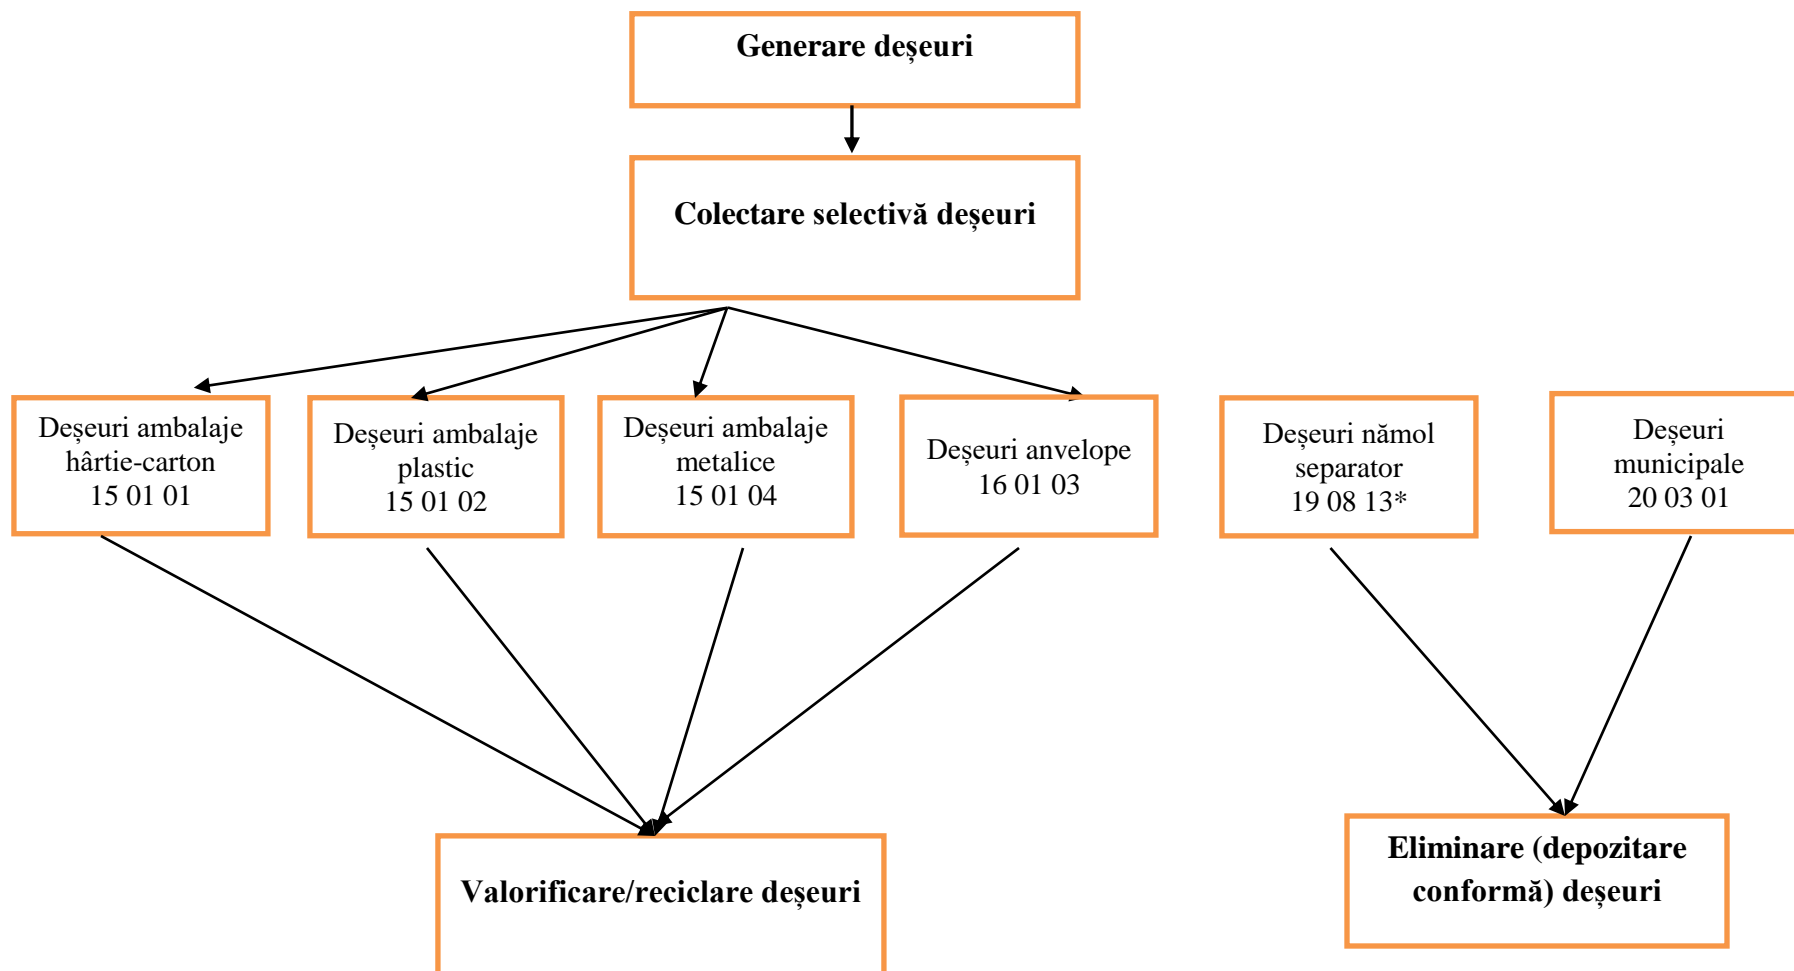 Generare deșeuri
Colectare selectivă deșeuri
Deșeuri ambalaje
hârtie-carton
15 01 01
Deșeuri ambalaje
plastic
15 01 02
Deșeuri ambalaje
metalice
15 01 04
Deșeuri anvelope
16 01 03
Deșeuri nămol
separator
19 08 13*
Deșeuri
municipale
20 03 01
Valorificare/reciclare deșeuri
Eliminare (depozitare
conformă) deșeuri